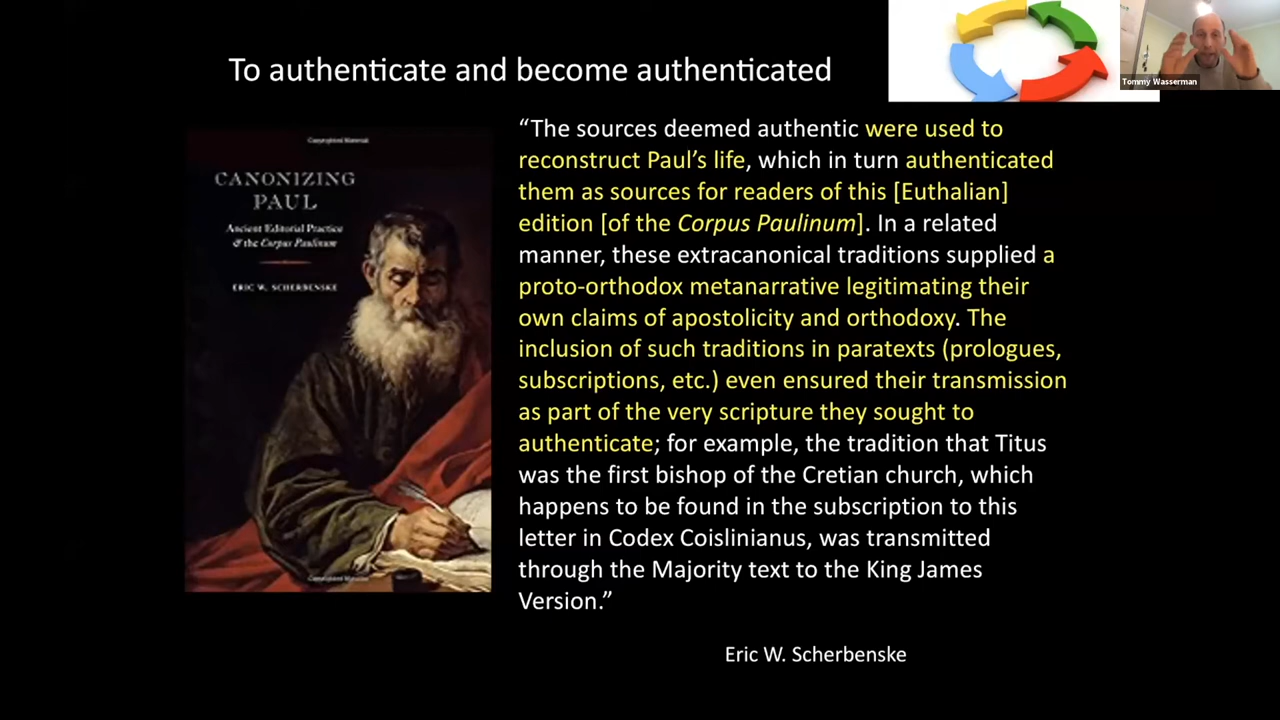 Tommy Wasserman
To authenticate and become authenticated
Copyrighted Material
CANONIZING
PAUL
Ancient Editorial Practice
& the Corpus Paulinum
ERIC W. SCHERBENSKE
Copyrighted Material
“The sources deemed authentic were used to
reconstruct Paul’s life, which in turn authenticated
them as sources for readers of this [Euthalian]
edition [of the Corpus Paulinum]. In a related
manner, these extracanonical traditions supplied a
proto-orthodox metanarrative legitimating their
own claims of apostolicity and orthodoxy. The
inclusion of such traditions in paratexts (prologues,
subscriptions, etc.) even ensured their transmission
as part of the very scripture they sought to
authenticate; for example, the tradition that Titus
was the first bishop of the Cretian church, which
happens to be found in the subscription to this
letter in Codex Coislinianus, was transmitted
through the Majority text to the King James
Version.”
Eric W. Scherbenske